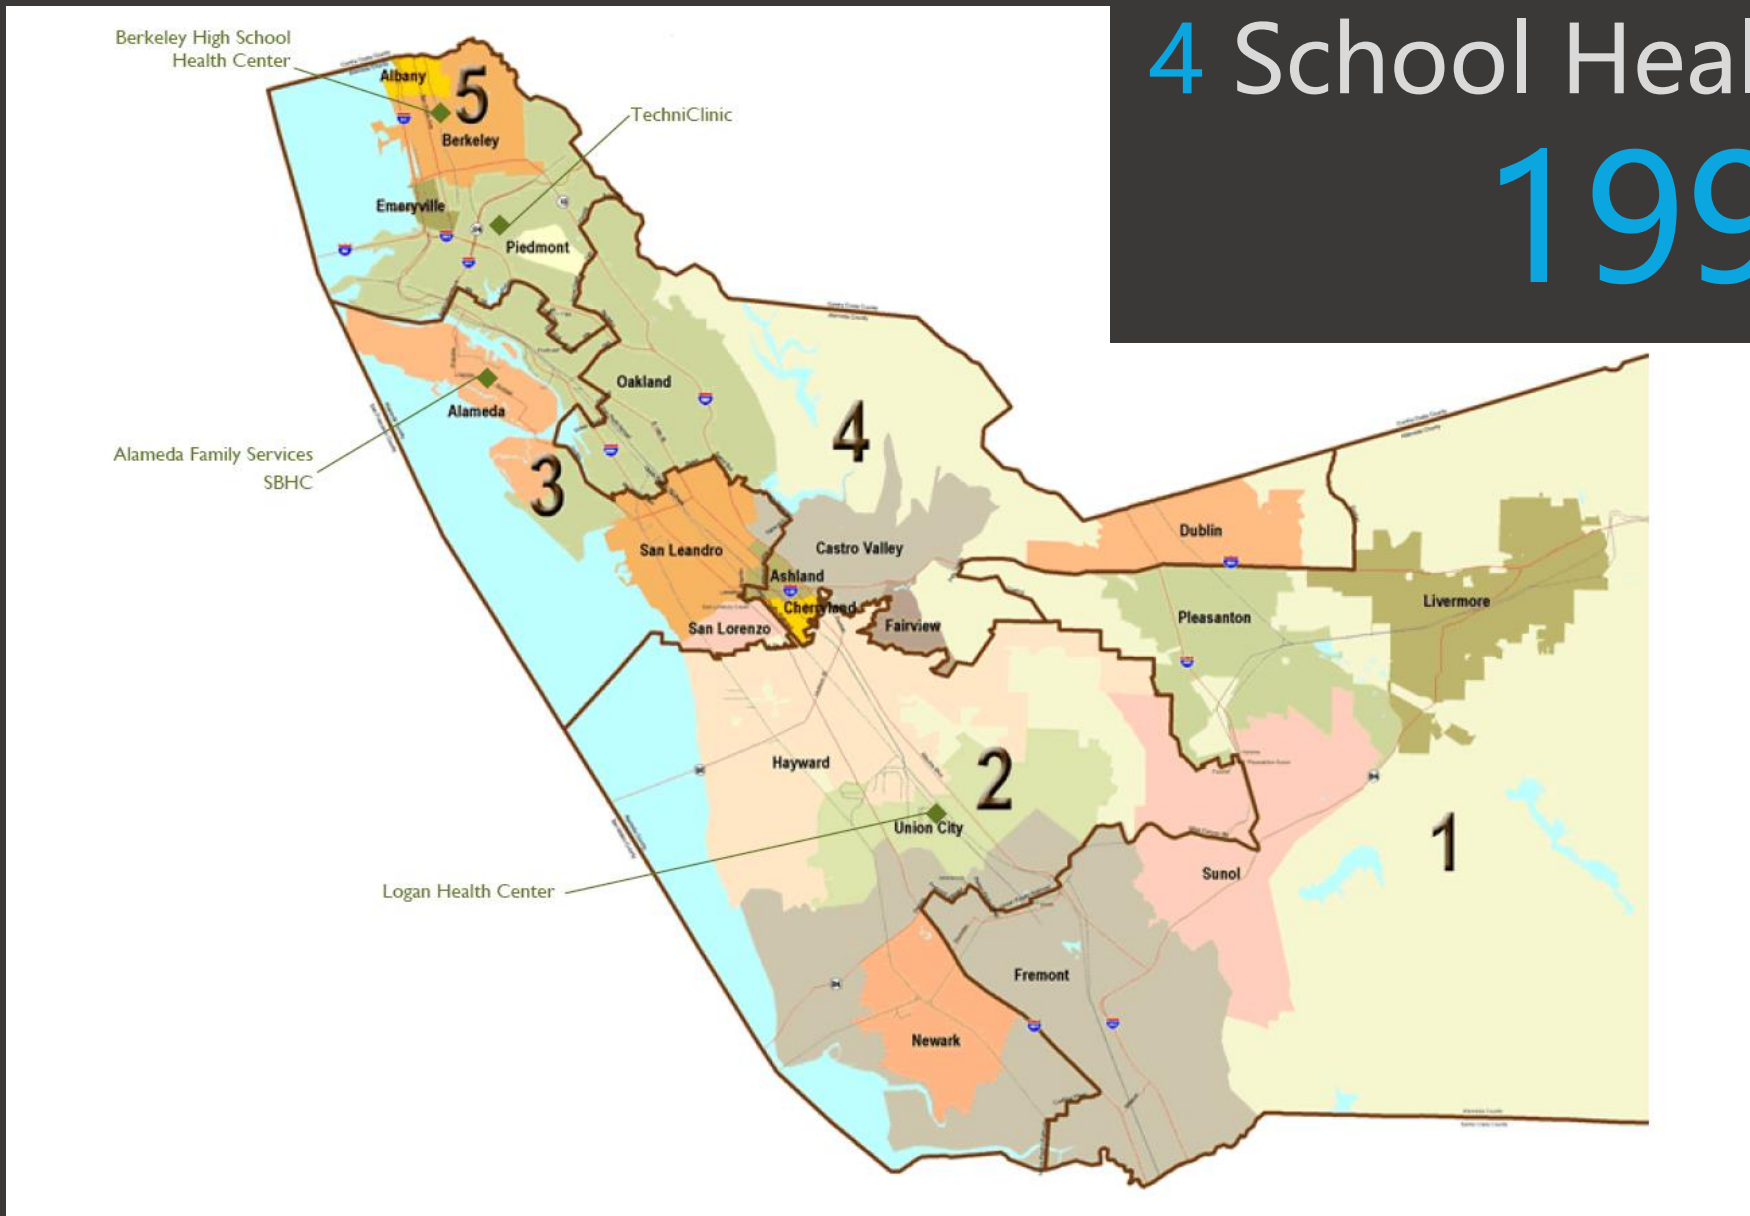 4 School Heal
199
Berkeley High School
Health Center
TechniClinic
Alameda Family Services
SBHC
Logan Health Center
Albany
5
Berkeley
Emeryville
Piedmont
Oakland
Alameda
4
3
San Leandro
Castro Valley
Dublin
Ashland
Cherryland
Livermore
Pleasanton
San Lorenzo
Fairview
Hayward
2
Union City
1
Sunol
Fremont
Newark